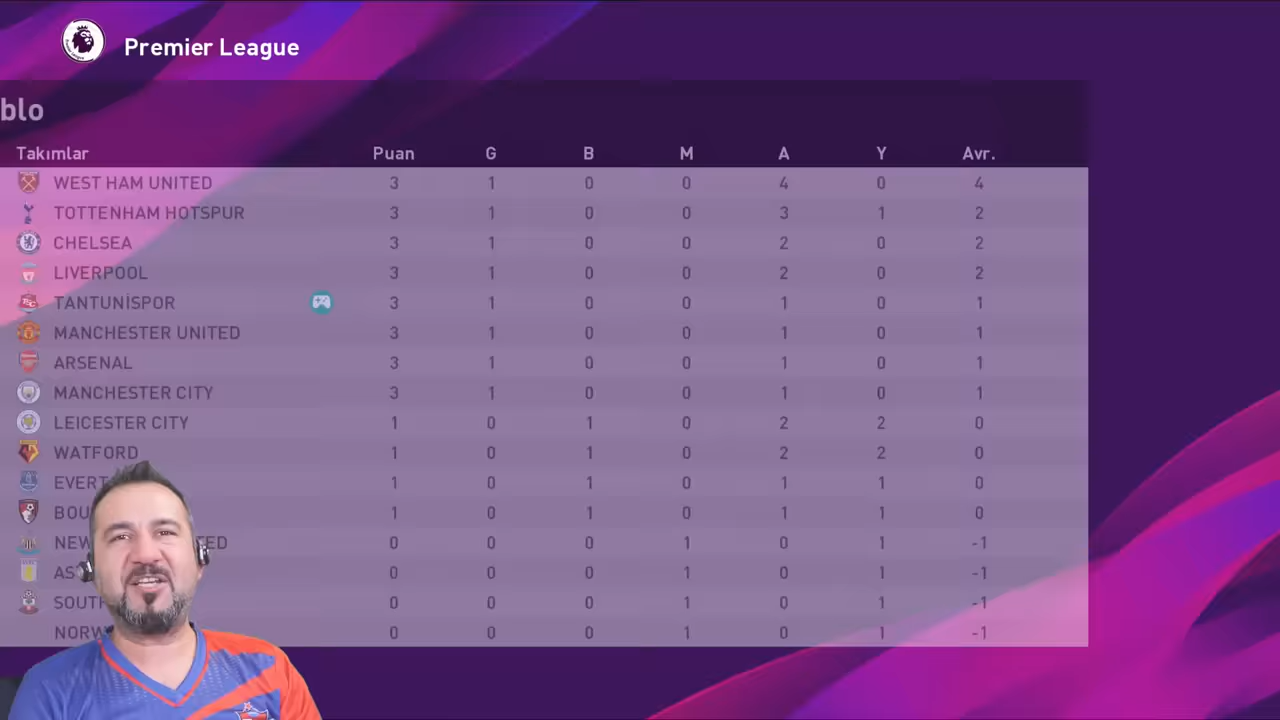 Premier League
blo
Takımlar Puan G B M A Y Avr.
WEST HAM UNITED 3 1 0 0 4 0 4
TOTTENHAM HOTSPUR 3 1 0 0 3 1 2
CHELSEA 3 1 0 0 2 0 2
LIVERPOOL 3 1 0 0 2 0 2
TANTUNİSPOR 3 1 0 0 1 0 1
MANCHESTER UNITED 3 1 0 0 1 0 1
ARSENAL 3 1 0 0 1 0 1
MANCHESTER CITY 3 1 0 0 1 0 1
LEICESTER CITY 1 0 1 0 2 2 0
WATFORD 1 0 1 0 2 2 0
EVERT 1 0 1 0 1 1 0
BOU 1 0 1 0 1 1 0
NEW ED 0 0 0 1 0 1 -1
AS 0 0 0 1 0 1 -1
SOUTH 0 0 0 1 0 1 -1
NORW 0 0 0 1 0 1 -1